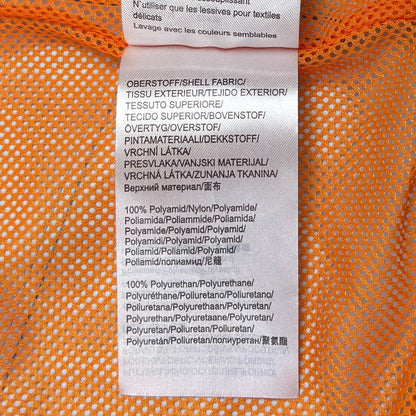 N'utiliser que les lessives pour textiles
délicats
Lavage avec les couleurs semblables
OBERSTOFF/SHELL FABRIC/
TISSU EXTERIEUR/TEJIDO EXTERIOR/
TESSUTO SUPERIORE/
TECIDO SUPERIOR/BOVENSTOF/
ÖVERTYG/OVERSTOF/
PINTAMATERIAALI/DEKKSTOFF/
VRCHNÍ LÁTKA/
PRESVLAKA/VANJSKI MATERIJAL/
VRCHNÁ LÁTKA/ZUNANJA TKANINA/
Верхний материал/面布
100% Polyamid/Nylon/Polyamide/
Poliamida/Poliammide/Poliamida/
Polyamide/Polyamid/Polyamid/
Polyamidi/Polyamid/Polyamid/
Poliamid/Poliamid/Polyamid/
Poliamid/полиамид/尼龍
100% Polyurethan/Polyurethane/
Polyuréthane/Poliuretano/
Poliuretano/Poliuretano/
Polyurethaan/Polyuretan/
Polyuretan/Polyuretaani/
Polyuretan/Polyuretan/Poliuretan/
Poliuretan/Polyuretan/
Poliuretán/Poliuretan/полиуретан/聚氨酯